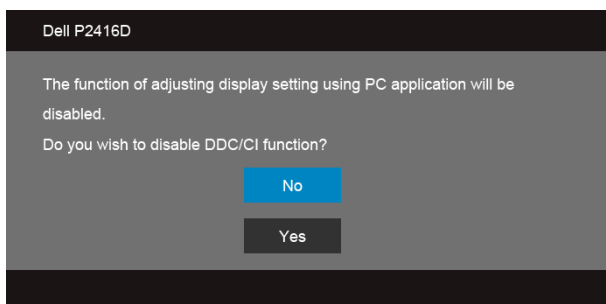 Dell P2416D
The function of adjusting display setting using PC application will be
disabled.
Do you wish to disable DDC/CI function?
No
Yes